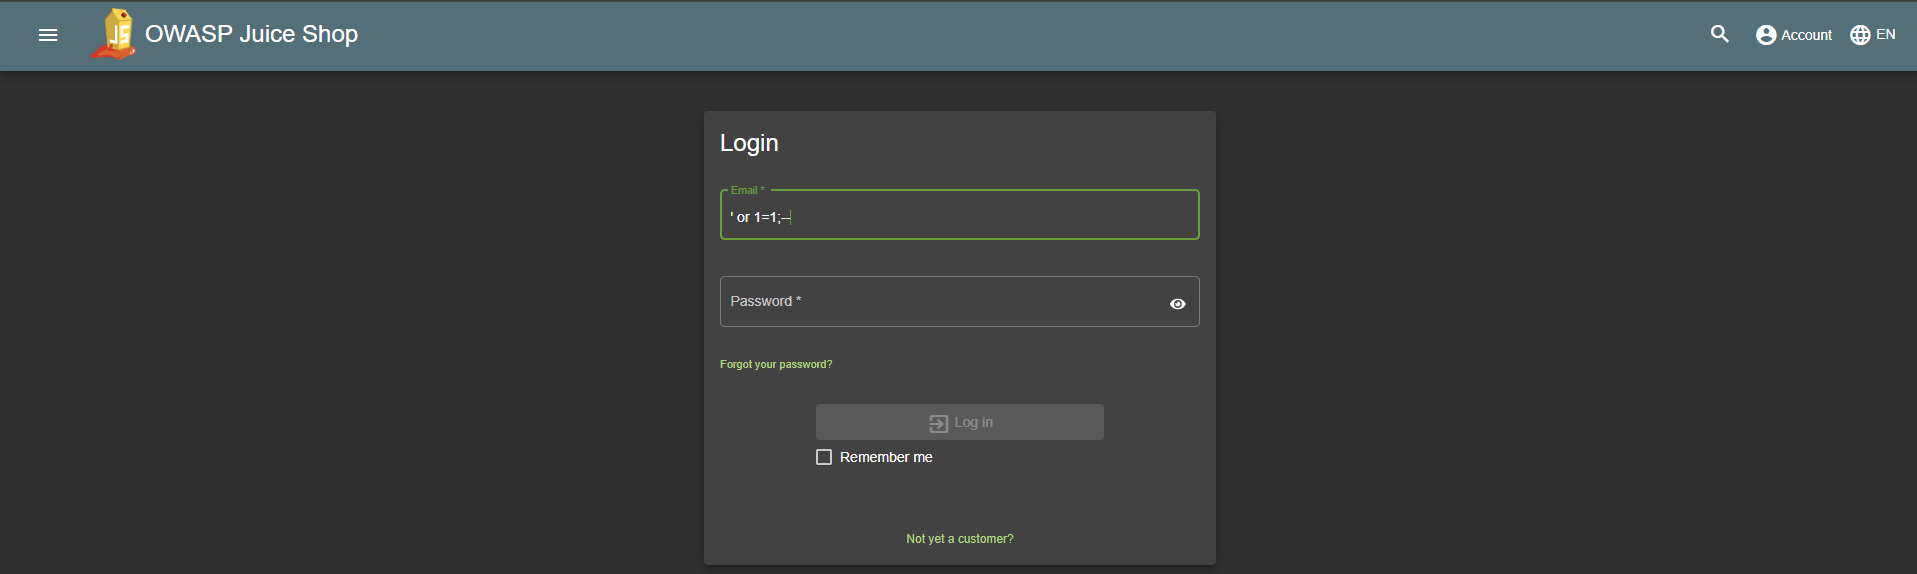 JS
OWASP Juice Shop
Account
EN
Login
Email *
' or 1=1;--
Password *
Forgot your password?
Log in
Remember me
Not yet a customer?